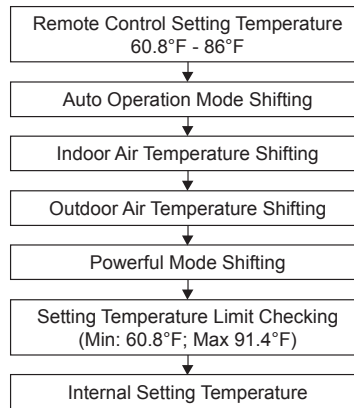 Remote Control Setting Temperature
60.8°F - 86°F
Auto Operation Mode Shifting
Indoor Air Temperature Shifting
Outdoor Air Temperature Shifting
Powerful Mode Shifting
Setting Temperature Limit Checking
(Min: 60.8°F; Max 91.4°F)
Internal Setting Temperature